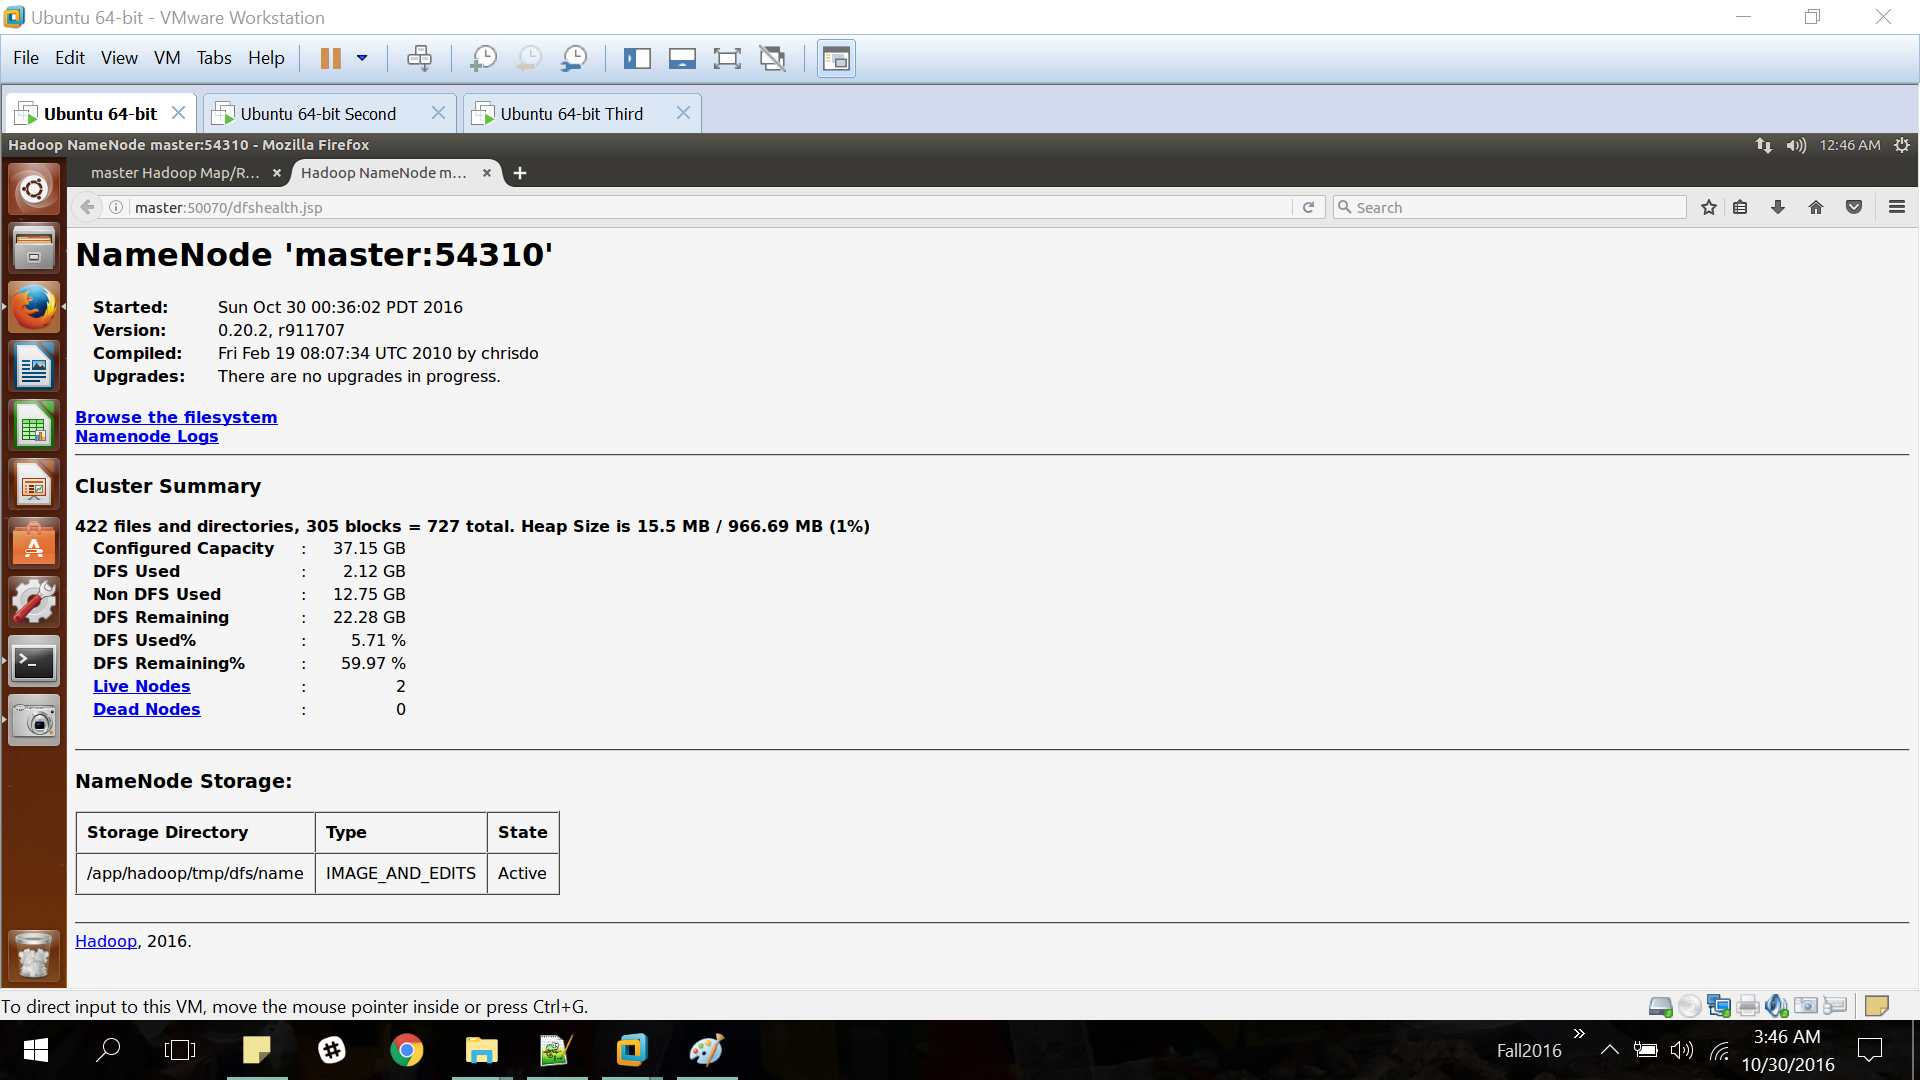 Ubuntu 64-bit - VMware Workstation
File Edit View VM Tabs Help
Ubuntu 64-bit Ubuntu 64-bit Second Ubuntu 64-bit Third
Hadoop NameNode master:54310 - Mozilla Firefox 12:46 AM
master Hadoop Map/R... Hadoop NameNode m...
master:50070/dfshealth.jsp Search
NameNode 'master:54310'
Started: Sun Oct 30 00:36:02 PDT 2016
Version: 0.20.2, r911707
Compiled: Fri Feb 19 08:07:34 UTC 2010 by chrisdo
Upgrades: There are no upgrades in progress.
Browse the filesystem
Namenode Logs
Cluster Summary
422 files and directories, 305 blocks = 727 total. Heap Size is 15.5 MB / 966.69 MB (1%)
Configured Capacity : 37.15 GB
DFS Used : 2.12 GB
Non DFS Used : 12.75 GB
DFS Remaining : 22.28 GB
DFS Used% : 5.71 %
DFS Remaining% : 59.97 %
Live Nodes : 2
Dead Nodes : 0
NameNode Storage:
Storage Directory Type State
/app/hadoop/tmp/dfs/name IMAGE_AND_EDITS Active
Hadoop, 2016.
To direct input to this VM, move the mouse pointer inside or press Ctrl+G.
Fall2016 3:46 AM
10/30/2016